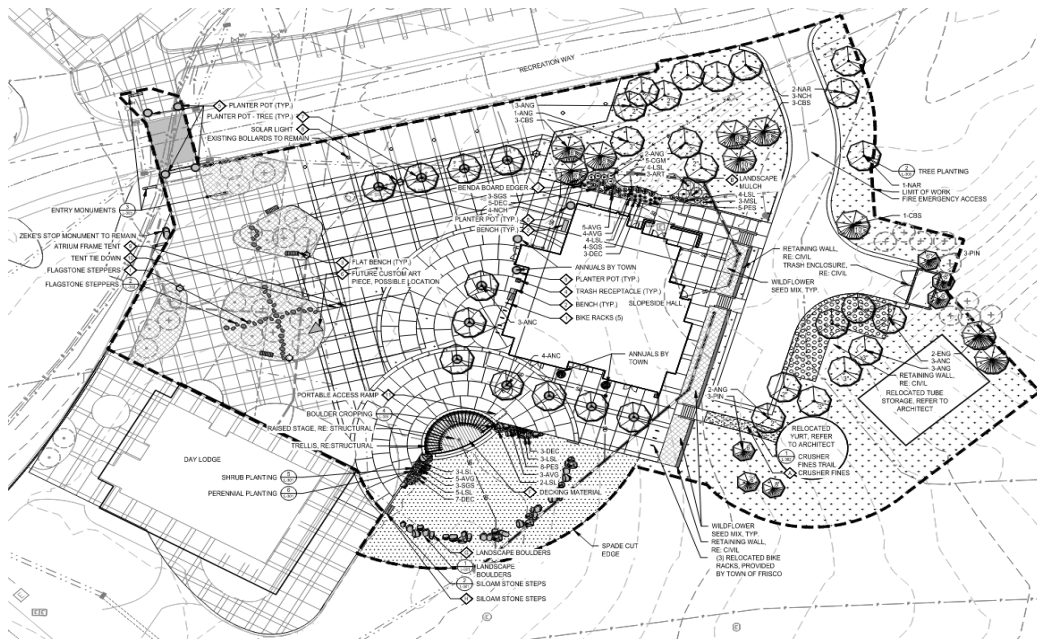 RECREATION WAY
PLANTER POT (TYP.)
PLANTER POT - TREE (TYP.)
SOLAR LIGHT
EXISTING BOLLARDS TO REMAIN
3-ANG
1-ANG
3-CBS
2-NAR
3-NCH
3-CBS
2-ANG
5-CGM
4-LSL
3-ART
LANDSCAPE
MULCH
TREE PLANTING
1-NAR
LIMIT OF WORK
FIRE EMERGENCY ACCESS
BENDA BOARD EDGER
3-SGS
5-DEC
4-NCH
PLANTER POT (TYP.)
BENCH (TYP.)
4-LSL
3-MSL
5-PES
1-CBS
ENTRY MONUMENTS
ZEKE'S STOP MONUMENT TO REMAIN
ATRIUM FRAME TENT
TENT TIE DOWN
FLAGSTONE STEPPERS
FLAGSTONE STEPPERS
5-AVG
4-AVG
4-LSL
4-SGS
3-DEC
RETAINING WALL,
RE: CIVIL
TRASH ENCLOSURE,
RE: CIVIL
3-PIN
FLAT BENCH (TYP.)
FUTURE CUSTOM ART
PIECE, POSSIBLE LOCATION
ANNUALS BY TOWN
PLANTER POT (TYP.)
TRASH RECEPTACLE (TYP.)
BENCH (TYP.)
SLOPESIDE HALL
BIKE RACKS (5)
WILDFLOWER
SEED MIX, TYP.
3-ANC
4-ANC
ANNUALS BY
TOWN
2-ENG
3-ANC
3-ANG
RETAINING WALL,
RE: CIVIL
RELOCATED TUBE
STORAGE, REFER TO
ARCHITECT
2-ANG
3-PIN
PORTABLE ACCESS RAMP
BOULDER CROPPING
RAISED STAGE, RE: STRUCTURAL
TRELLIS, RE:STRUCTURAL
RELOCATED
YURT, REFER
TO ARCHITECT
CRUSHER
FINES TRAIL
CRUSHER FINES
DAY LODGE
SHRUB PLANTING
PERENNIAL PLANTING
3-LSL
5-AVG
3-SGS
5-LSL
7-DEC
3-DEC
3-LSL
8-PES
3-AVG
2-LSL
DECKING MATERIAL
WILDFLOWER
SEED MIX, TYP.
RETAINING WALL,
RE: CIVIL
(3) RELOCATED BIKE
RACKS, PROVIDED
BY TOWN OF FRISCO
SPADE CUT
EDGE
LANDSCAPE BOULDERS
LANDSCAPE
BOULDERS
SILOAM STONE STEPS
SILOAM STONE STEPS